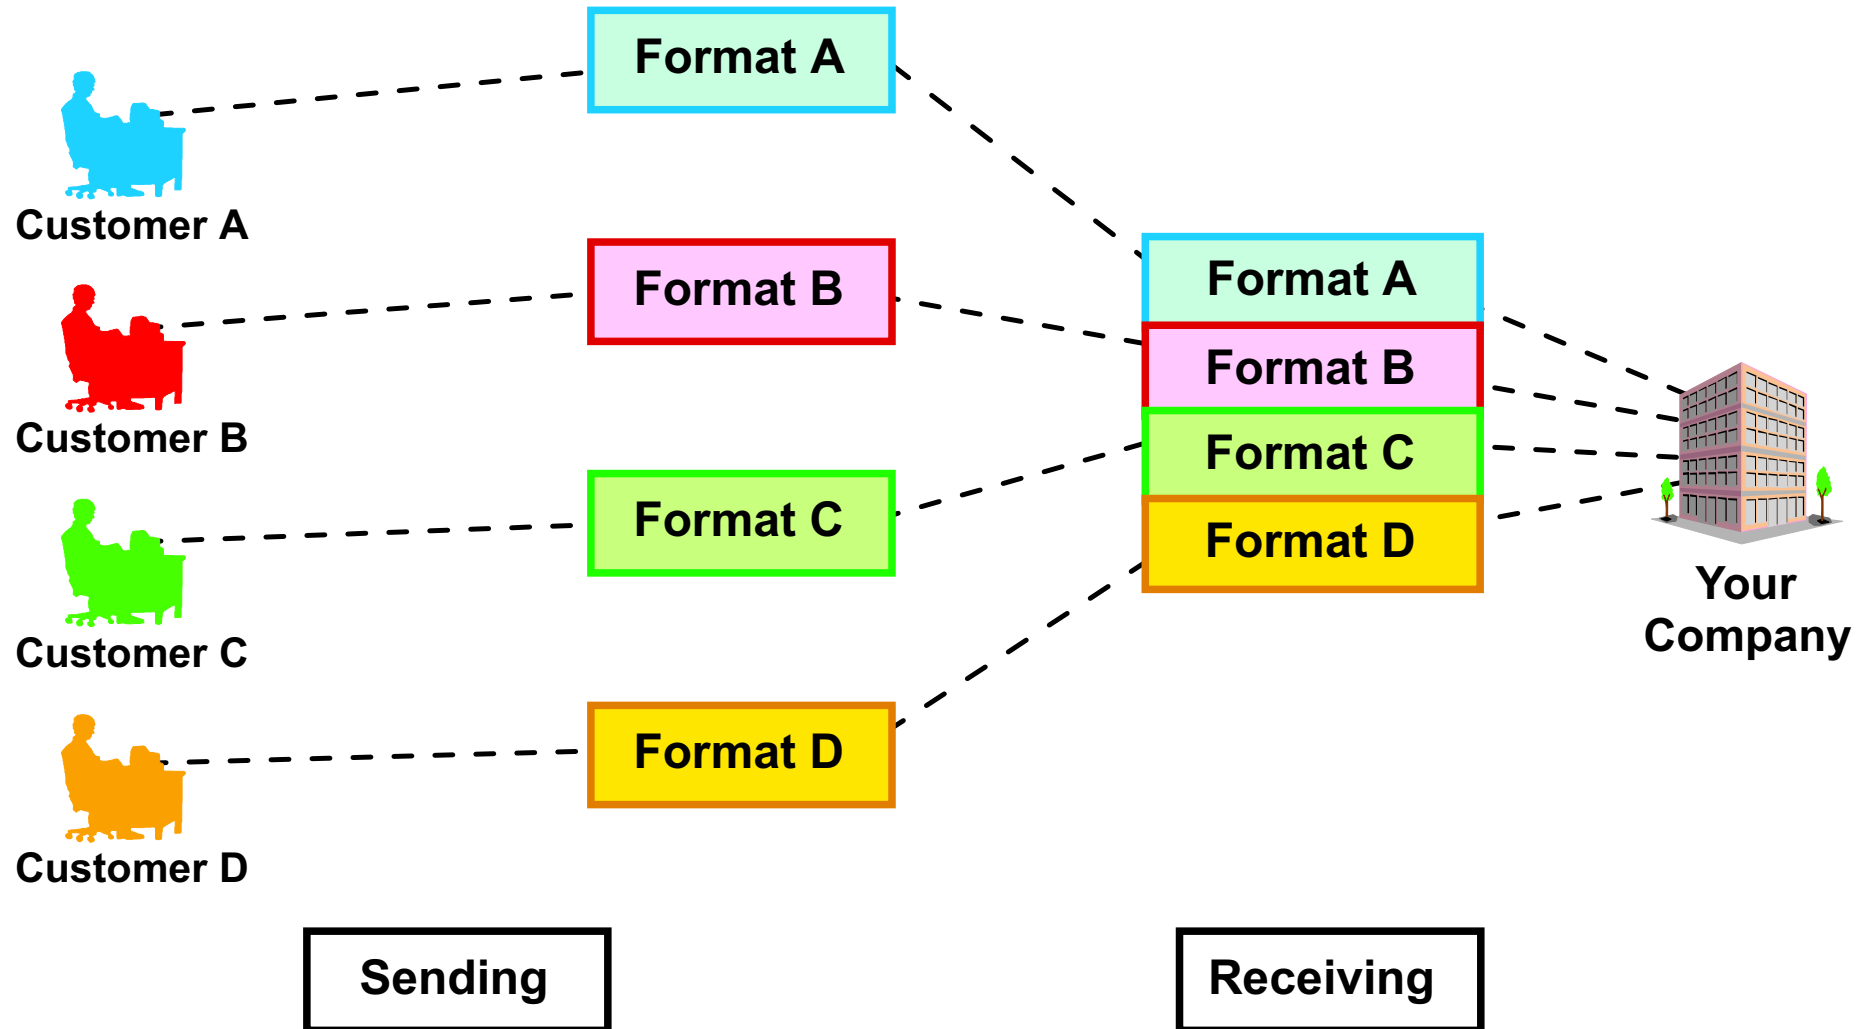 Format A
Customer A
Format B
Customer B
Format C
Customer C
Format D
Customer D
Format A
Format B
Format C
Format D
Your
Company
Sending
Receiving